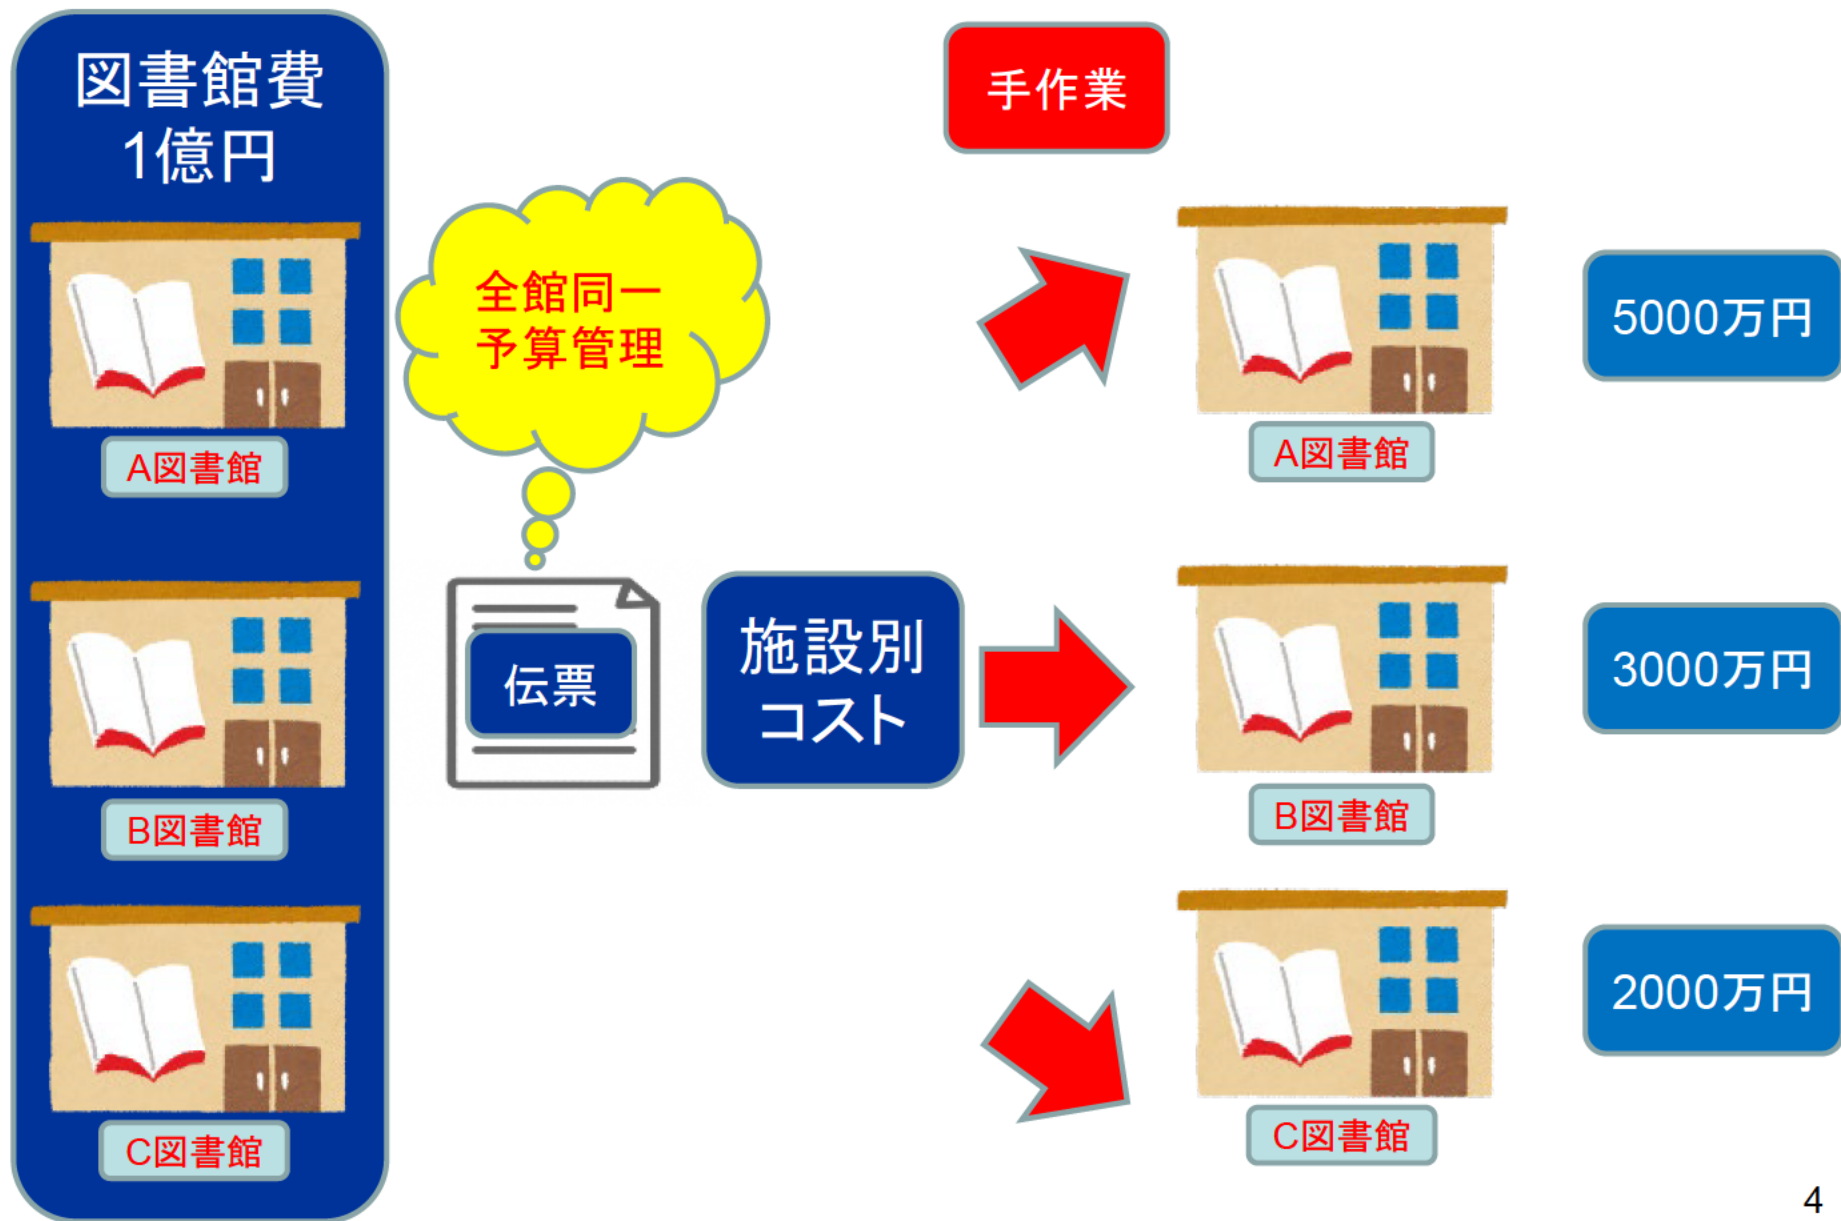 図書館費
1億円
A図書館
B図書館
C図書館
全館同一
予算管理
伝票
施設別
コスト
手作業
A図書館
5000万円
B図書館
3000万円
C図書館
2000万円
4